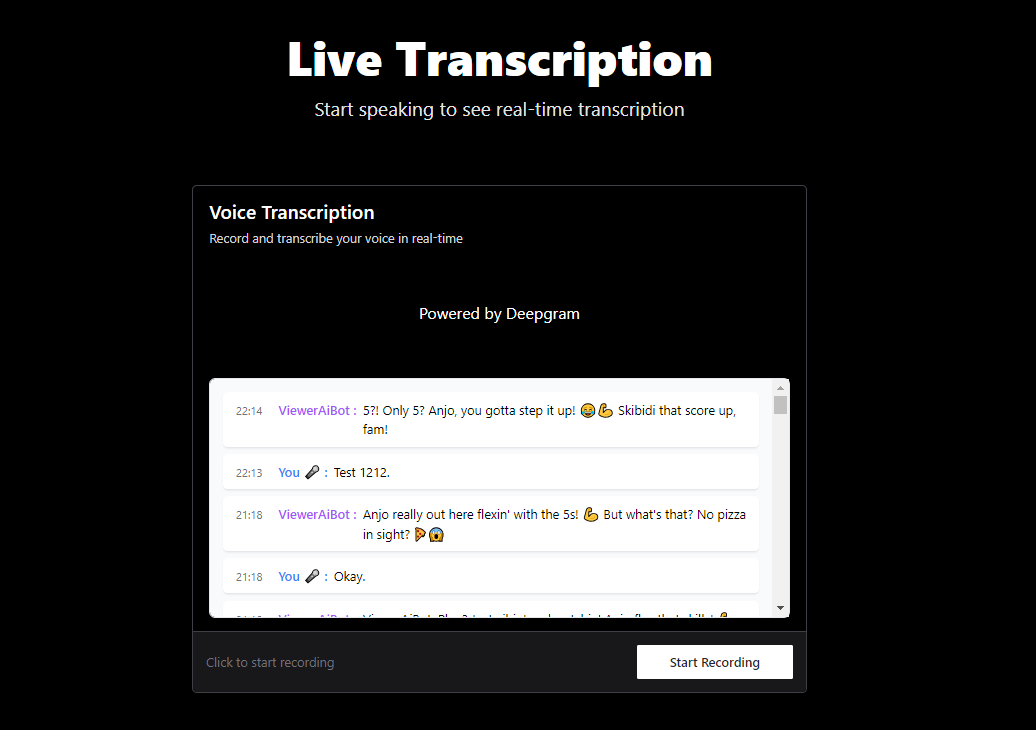 Live Transcription
Start speaking to see real-time transcription
Voice Transcription
Record and transcribe your voice in real-time
Powered by Deepgram
22:14 ViewerAiBot : 5?! Only 5? Anjo, you gotta step it up! 😂💪 Skibidi that score up,
fam!
22:13 You 🎤 : Test 1212.
21:18 ViewerAiBot : Anjo really out here flexin' with the 5s! 💪 But what's that? No pizza
in sight? 🍕😱
21:18 You 🎤 : Okay.
Click to start recording
Start Recording